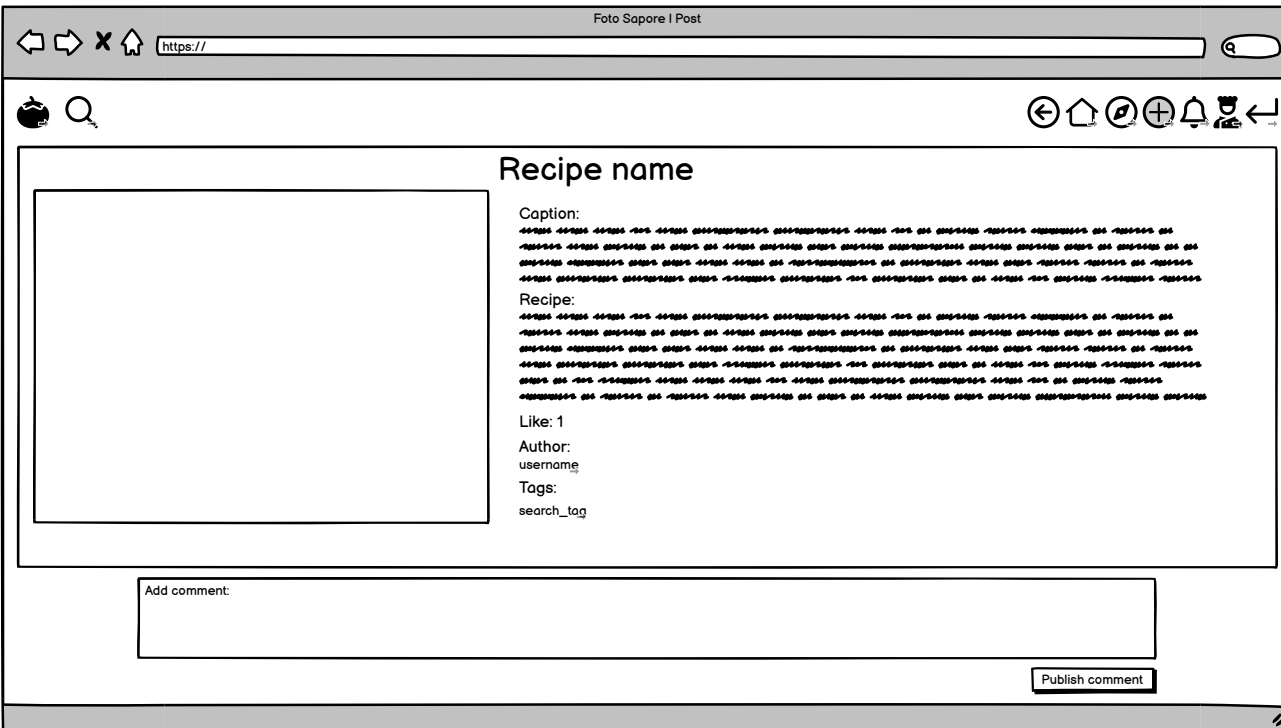 Foto Sapore | Post
https://
Recipe name
Caption:
Recipe:
Like: 1
Author:
username
Tags:
search_tag
Add comment:
Publish comment